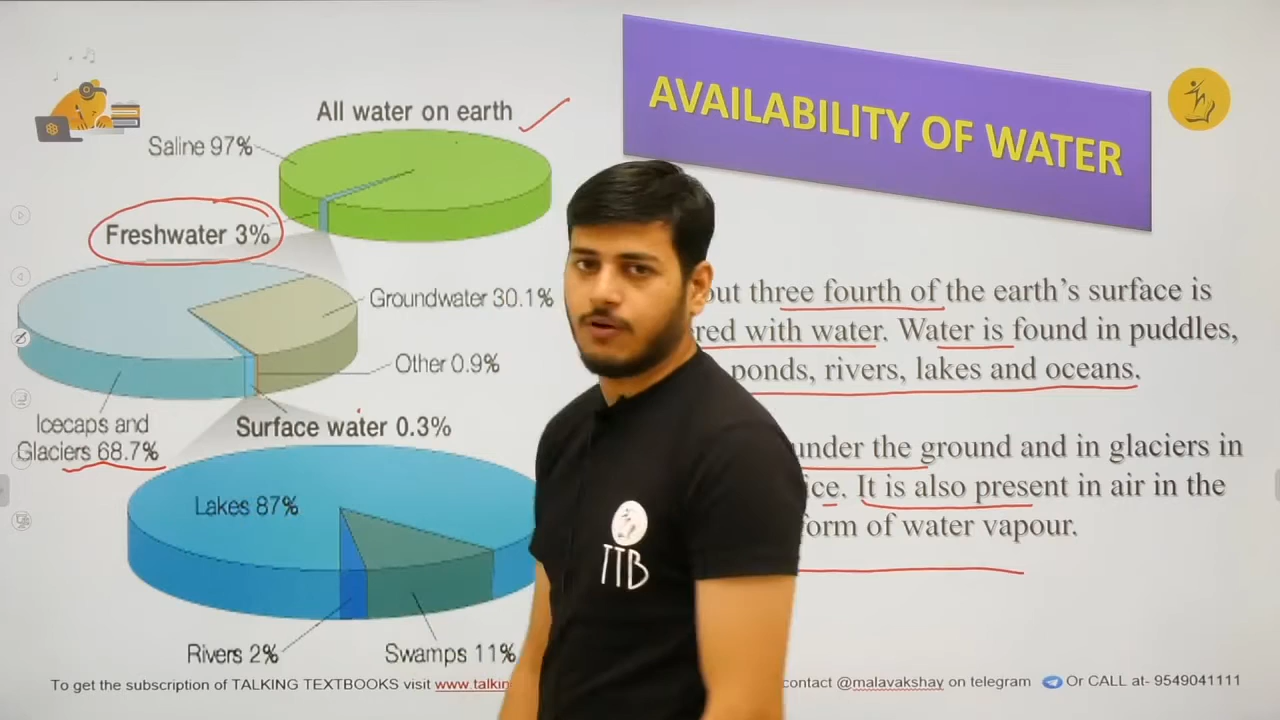 All water on earth
Saline 97%
Freshwater 3%
Groundwater 30.1%
Other 0.9%
Icecaps and
Glaciers 68.7%
Surface water 0.3%
Lakes 87%
Rivers 2%
Swamps 11%
AVAILABILITY OF WATER
three fourth of the earth's surface is
with water. Water is found in puddles,
ponds, rivers, lakes and oceans.
under the ground and in glaciers in
ice. It is also present in air in the
form of water vapour.
TTB
To get the subscription of TALKING TEXTBOOKS visit
contact @malavakshay on telegram Or CALL at- 9549041111